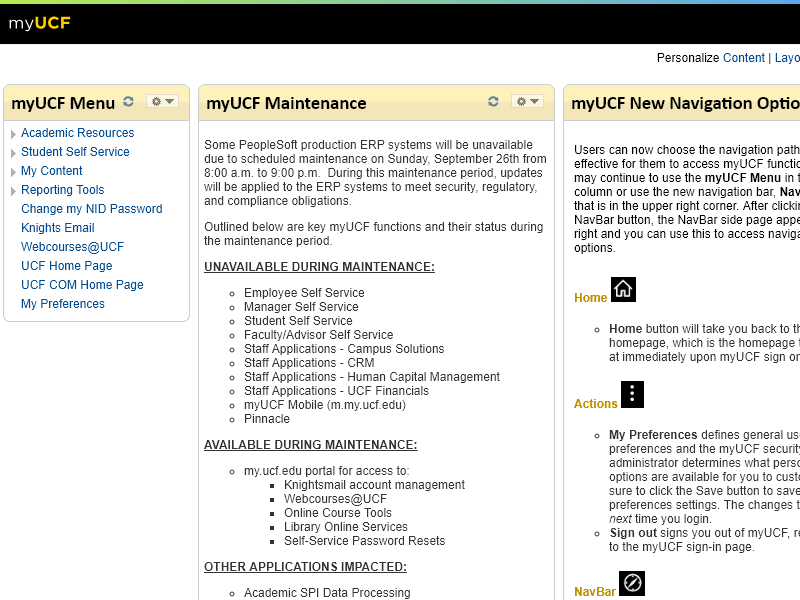 myUCF
Personalize Content | Layo
myUCF Menu
Academic Resources
Student Self Service
My Content
Reporting Tools
Change my NID Password
Knights Email
Webcourses@UCF
UCF Home Page
UCF COM Home Page
My Preferences
myUCF Maintenance
Some PeopleSoft production ERP systems will be unavailable
due to scheduled maintenance on Sunday, September 26th from
8:00 a.m. to 9:00 p.m.  During this maintenance period, updates
will be applied to the ERP systems to meet security, regulatory,
and compliance obligations.
Outlined below are key myUCF functions and their status during
the maintenance period.
UNAVAILABLE DURING MAINTENANCE:
Employee Self Service
Manager Self Service
Student Self Service
Faculty/Advisor Self Service
Staff Applications - Campus Solutions
Staff Applications - CRM
Staff Applications - Human Capital Management
Staff Applications - UCF Financials
myUCF Mobile (m.my.ucf.edu)
Pinnacle
AVAILABLE DURING MAINTENANCE:
my.ucf.edu portal for access to:
Knightsmail account management
Webcourses@UCF
Online Course Tools
Library Online Services
Self-Service Password Resets
OTHER APPLICATIONS IMPACTED:
Academic SPI Data Processing
myUCF New Navigation Optio
Users can now choose the navigation path
effective for them to access myUCF functio
may continue to use the myUCF Menu in t
column or use the new navigation bar, Nav
that is in the upper right corner. After clickin
NavBar button, the NavBar side page appe
right and you can use this to access naviga
options.
Home
Home button will take you back to th
homepage, which is the homepage t
at immediately upon myUCF sign on
Actions
My Preferences defines general use
preferences and the myUCF security
administrator determines what perso
options are available for you to custo
sure to click the Save button to save
preferences settings. The changes t
next time you login.
Sign out signs you out of myUCF, re
to the myUCF sign-in page.
NavBar